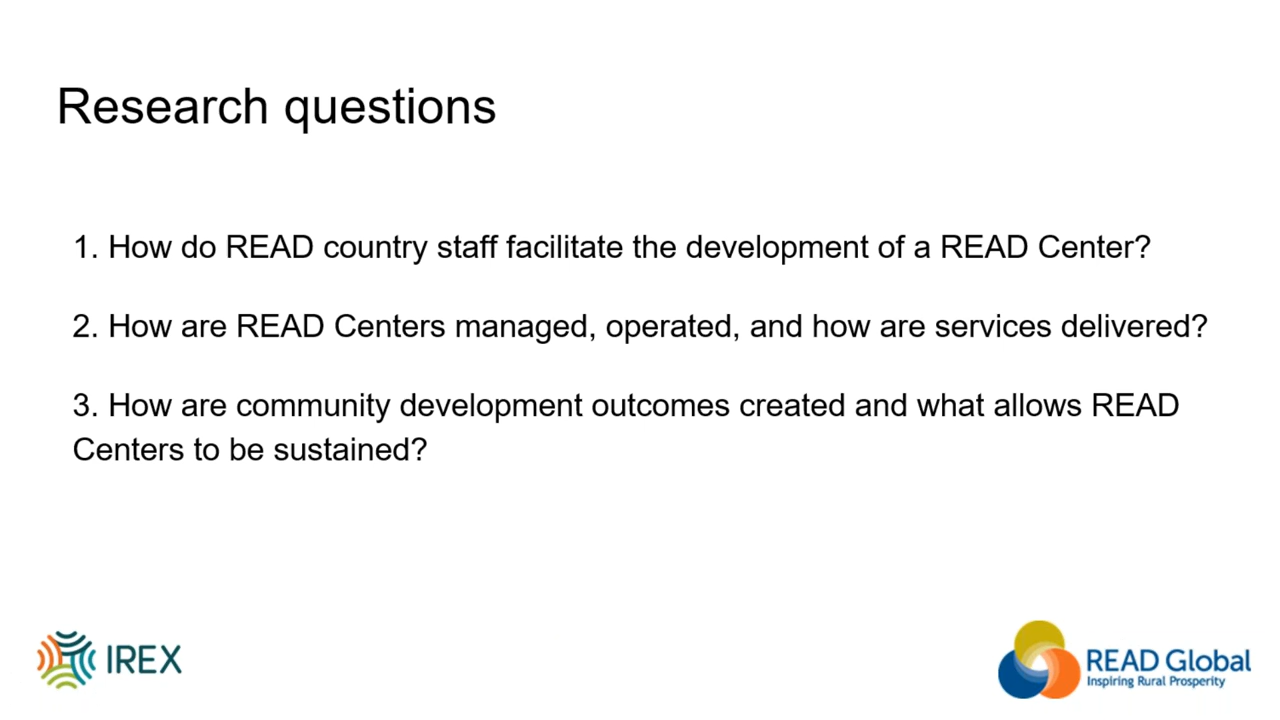 Research questions
1. How do READ country staff facilitate the development of a READ Center?
2. How are READ Centers managed, operated, and how are services delivered?
3. How are community development outcomes created and what allows READ
Centers to be sustained?
IREX
READ Global
Inspiring Rural Prosperity